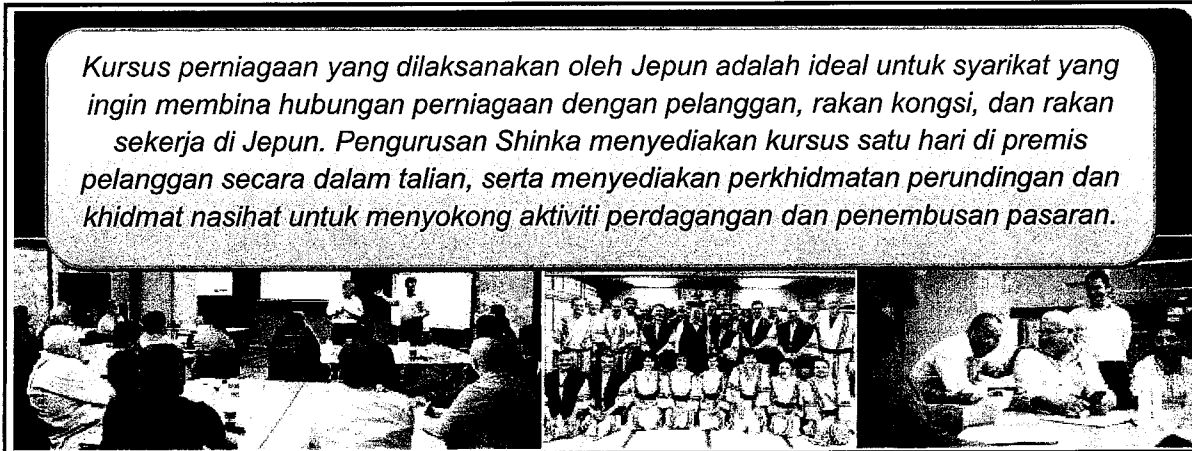 Kursus perniagaan yang dilaksanakan oleh Jepun adalah ideal untuk syarikat yang
ingin membina hubungan perniagaan dengan pelanggan, rakan kongsi, dan rakan
sekerja di Jepun. Pengurusan Shinka menyediakan kursus satu hari di premis
pelanggan secara dalam talian, serta menyediakan perkhidmatan perundingan dan
khidmat nasihat untuk menyokong aktiviti perdagangan dan penembusan pasaran.